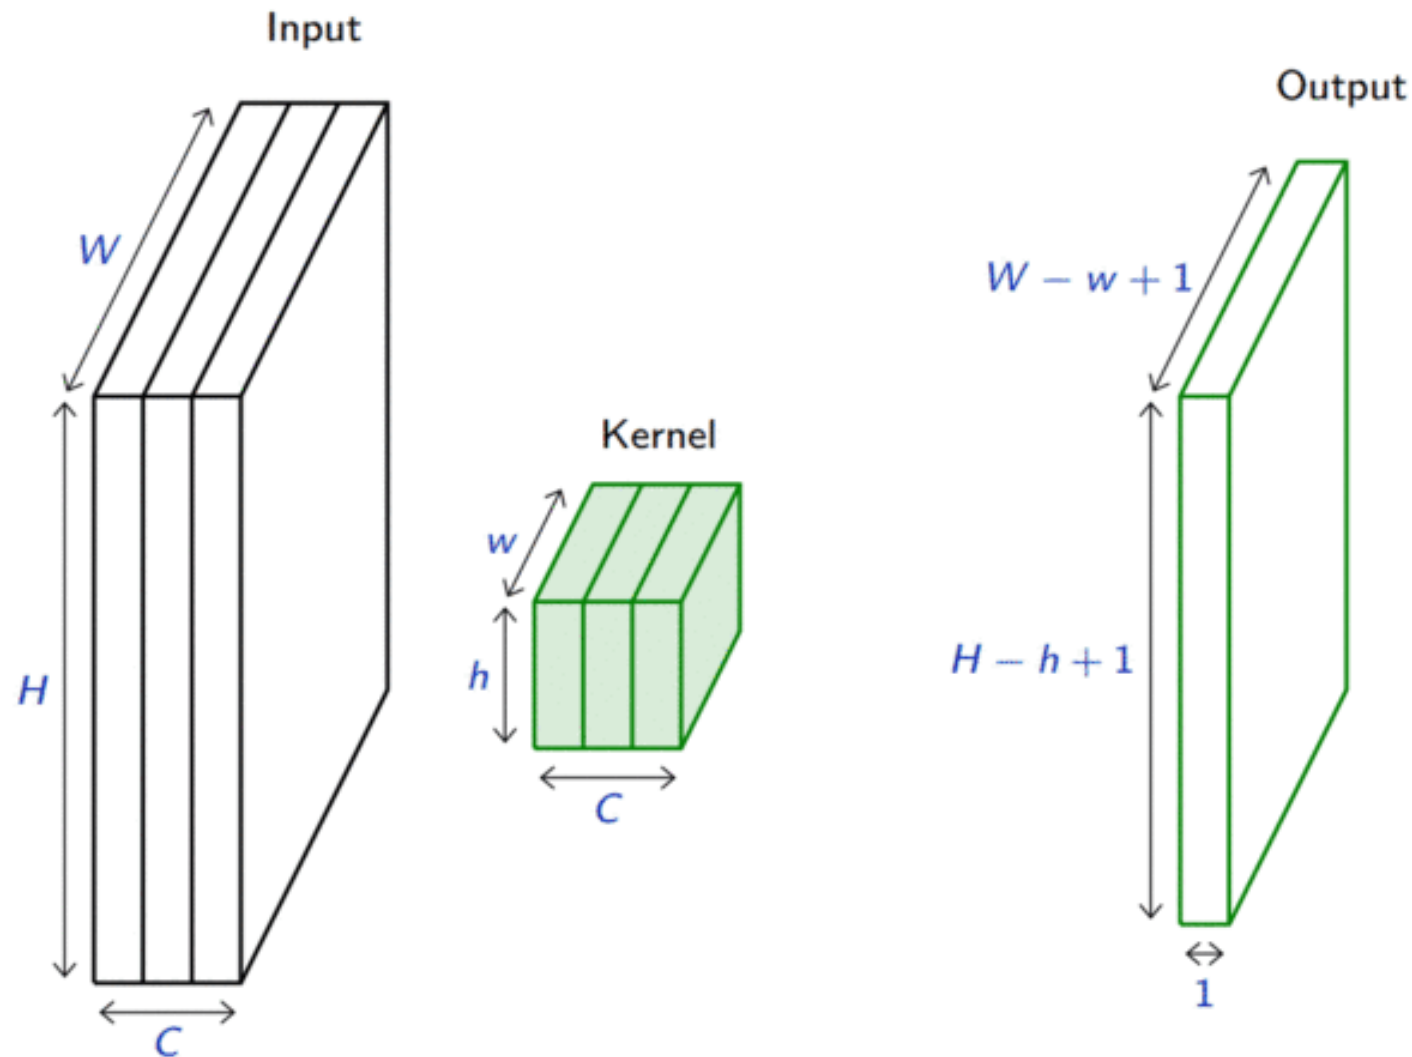 Input
W
H
C
Kernel
w
h
C
Output
W − w + 1
H − h + 1
1